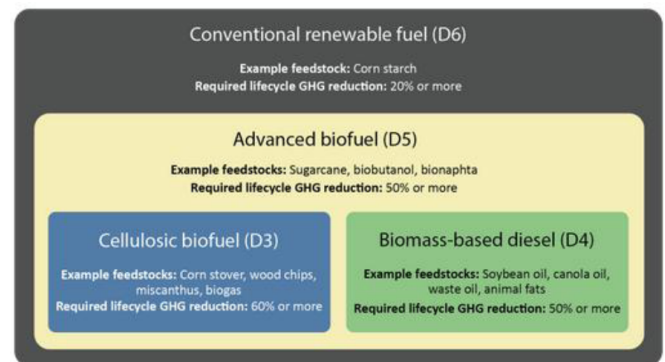 Conventional renewable fuel (D6)
Example feedstock: Corn starch
Required lifecycle GHG reduction: 20% or more
Advanced biofuel (D5)
Example feedstocks: Sugarcane, biobutanol, bionaphta
Required lifecycle GHG reduction: 50% or more
Cellulosic biofuel (D3)
Example feedstocks: Corn stover, wood chips,
miscanthus, biogas
Required lifecycle GHG reduction: 60% or more
Biomass-based diesel (D4)
Example feedstocks: Soybean oil, canola oil,
waste oil, animal fats
Required lifecycle GHG reduction: 50% or more